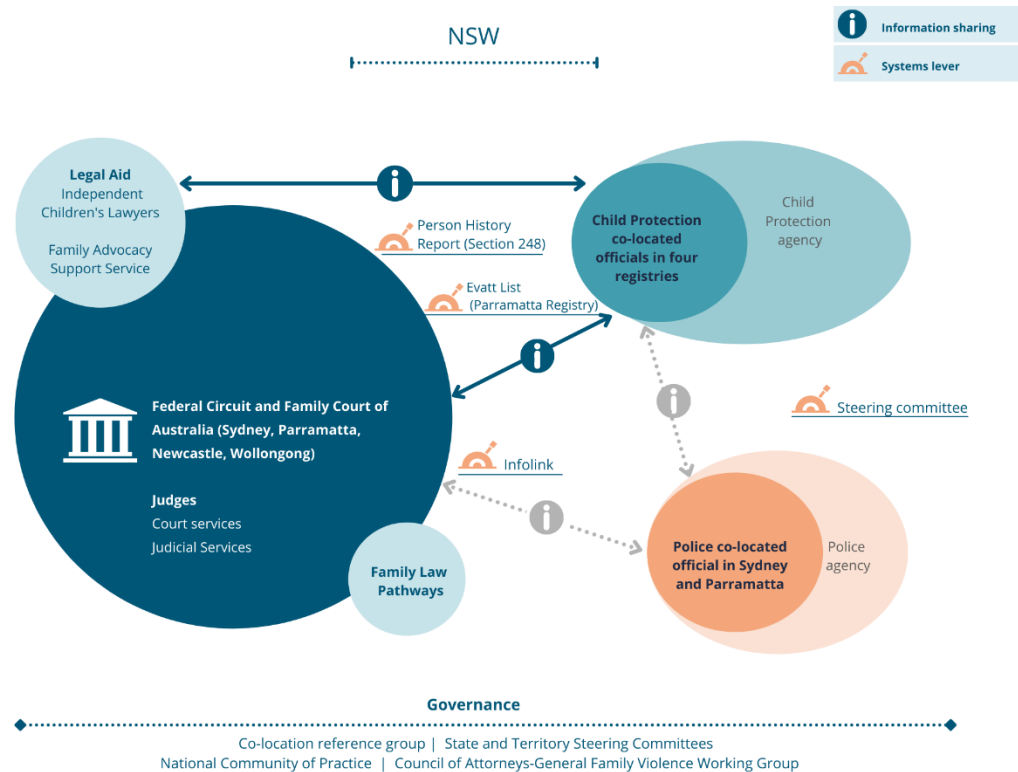 NSW
Information sharing
Systems lever
Legal Aid
Independent
Children's Lawyers
Family Advocacy
Support Service
Person History
Report (Section 248)
Evatt List
(Parramatta Registry)
Child Protection
co-located
officials in four
registries
Child
Protection
agency
Federal Circuit and Family Court of
Australia (Sydney, Parramatta,
Newcastle, Wollongong)
Judges
Court services
Judicial Services
Infolink
Steering committee
Family Law
Pathways
Police co-located
official in Sydney
and Parramatta
Police
agency
Governance
Co-location reference group | State and Territory Steering Committees
National Community of Practice | Council of Attorneys-General Family Violence Working Group